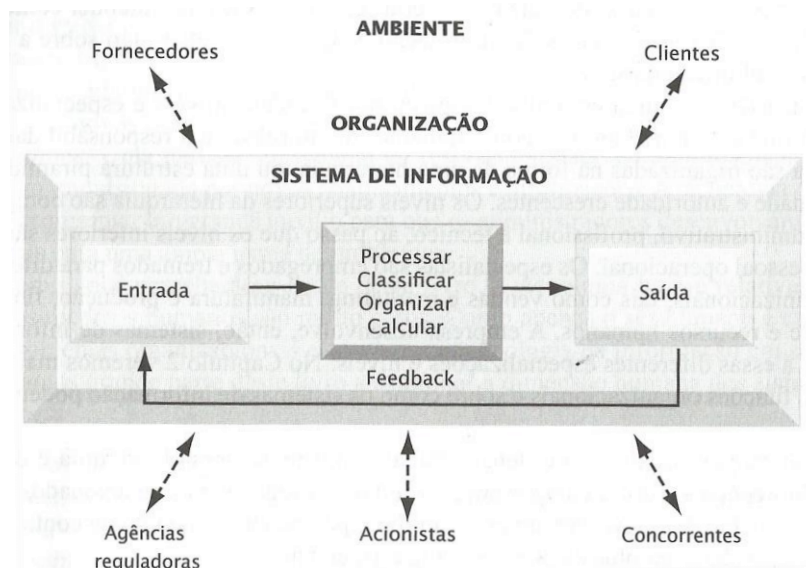 AMBIENTE
Fornecedores
Clientes
ORGANIZAÇÃO
SISTEMA DE INFORMAÇÃO
Entrada
Processar
Classificar
Organizar
Calcular
Saída
Feedback
Agências
reguladoras
Acionistas
Concorrentes